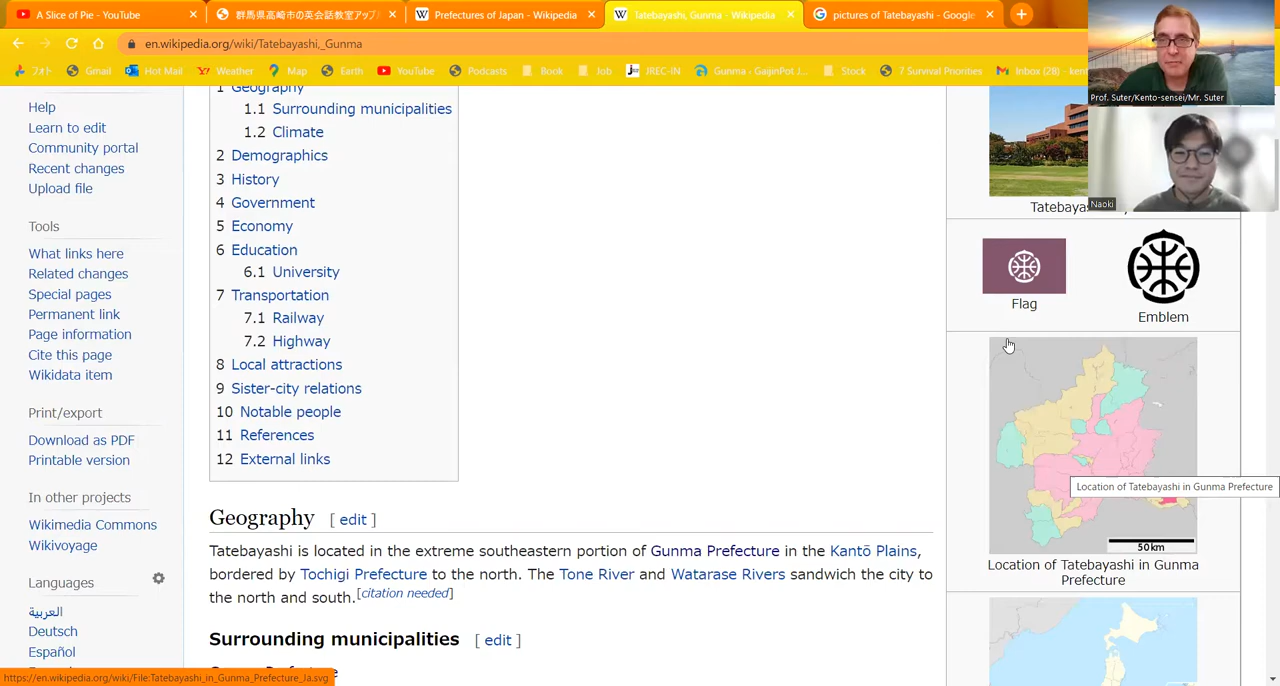 A Slice of Pie - YouTube
群馬県高崎市の英会話教室アップ
Prefectures of Japan - Wikipedia
Tatebayashi, Gunma - Wikipedia
pictures of Tatebayashi - Google
en.wikipedia.org/wiki/Tatebayashi,_Gunma
フォト
Gmail
Hot Mail
Weather
Map
Earth
YouTube
Podcasts
Book
Job
JREC-IN
Gunma - GaijinPot J...
Stock
7 Survival Priorities
Inbox (28) - ken
Prof. Suter/Kento-sensei/Mr. Suter
Naoki
Help
Learn to edit
Community portal
Recent changes
Upload file
Tools
What links here
Related changes
Special pages
Permanent link
Page information
Cite this page
Wikidata item
Print/export
Download as PDF
Printable version
In other projects
Wikimedia Commons
Wikivoyage
Languages
العربية
Deutsch
Español
https://en.wikipedia.org/wiki/File:Tatebayashi_in_Gunma_Prefecture_Ja.svg
1 Geography
1.1 Surrounding municipalities
1.2 Climate
2 Demographics
3 History
4 Government
5 Economy
6 Education
6.1 University
7 Transportation
7.1 Railway
7.2 Highway
8 Local attractions
9 Sister-city relations
10 Notable people
11 References
12 External links
Geography [ edit ]
Tatebayashi is located in the extreme southeastern portion of Gunma Prefecture in the Kantō Plains,
bordered by Tochigi Prefecture to the north. The Tone River and Watarase Rivers sandwich the city to
the north and south.[citation needed]
Surrounding municipalities [ edit ]
Flag
Emblem
Location of Tatebayashi in Gunma Prefecture
50km
Location of Tatebayashi in Gunma
Prefecture